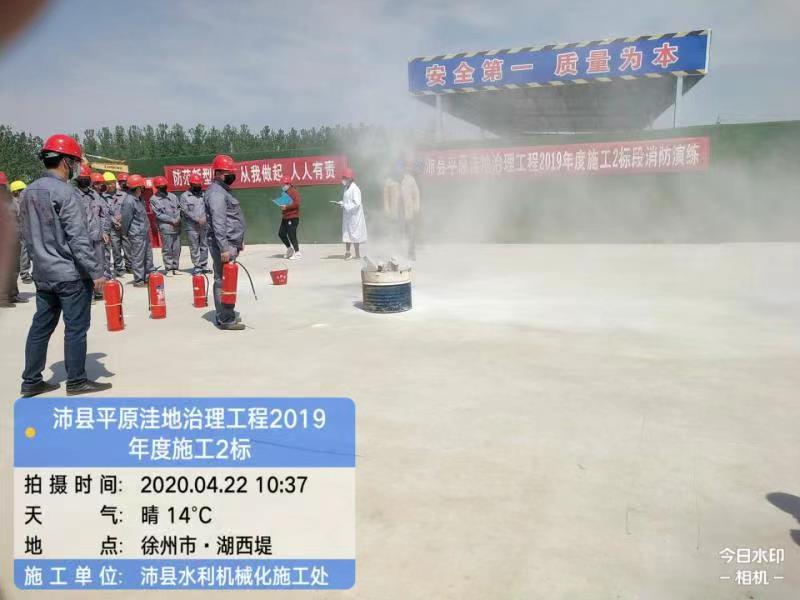 安全第一 质量为本
防范新型 从我做起 人人有责
沛县平原洼地治理工程2019年度施工2标段消防演练
沛县平原洼地治理工程2019
年度施工2标
拍摄时间: 2020.04.22 10:37
天 气: 晴 14℃
地 点: 徐州市·湖西堤
施工单位: 沛县水利机械化施工处
今日水印
-相机-